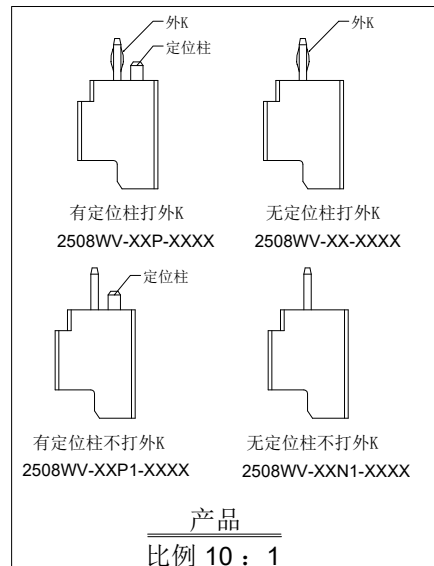 外K
定位柱
外K
有定位柱打外K
2508WV-XXP-XXXX
无定位柱打外K
2508WV-XX-XXXX
定位柱
有定位柱不打外K
2508WV-XXP1-XXXX
无定位柱不打外K
2508WV-XXN1-XXXX
产品
比例 10 : 1